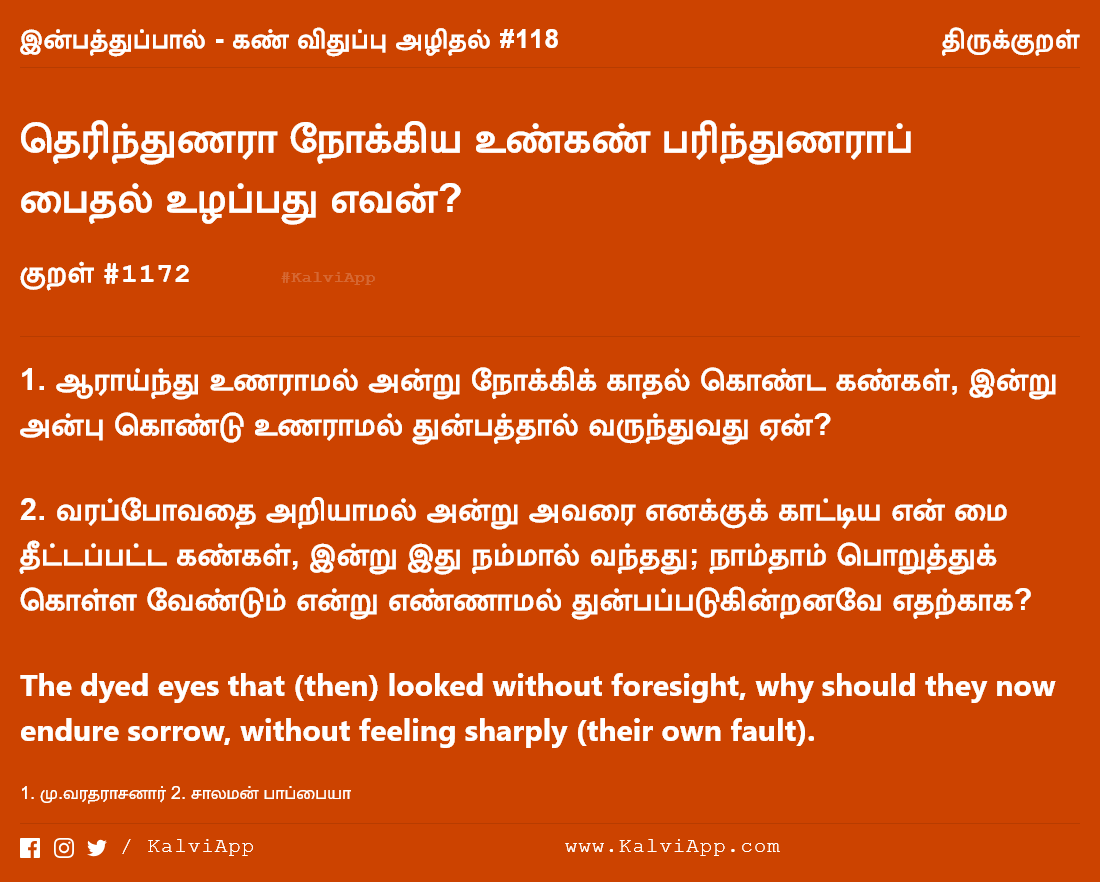 இன்பத்துப்பால் - கண் விதுப்பு அழிதல் #118
திருக்குறள்
தெரிந்துணரா நோக்கிய உண்கண் பரிந்துணராப்
பைதல் உழப்பது எவன்?
குறள் #1172
#KalviApp
1. ஆராய்ந்து உணராமல் அன்று நோக்கிக் காதல் கொண்ட கண்கள், இன்று
அன்பு கொண்டு உணராமல் துன்பத்தால் வருந்துவது ஏன்?
2. வரப்போவதை அறியாமல் அன்று அவரை எனக்குக் காட்டிய என் மை
தீட்டப்பட்ட கண்கள், இன்று இது நம்மால் வந்தது; நாம்தாம் பொறுத்துக்
கொள்ள வேண்டும் என்று எண்ணாமல் துன்பப்படுகின்றனவே எதற்காக?
The dyed eyes that (then) looked without foresight, why should they now
endure sorrow, without feeling sharply (their own fault).
1. மு.வரதராசனார் 2. சாலமன் பாப்பையா
/ KalviApp
www.KalviApp.com